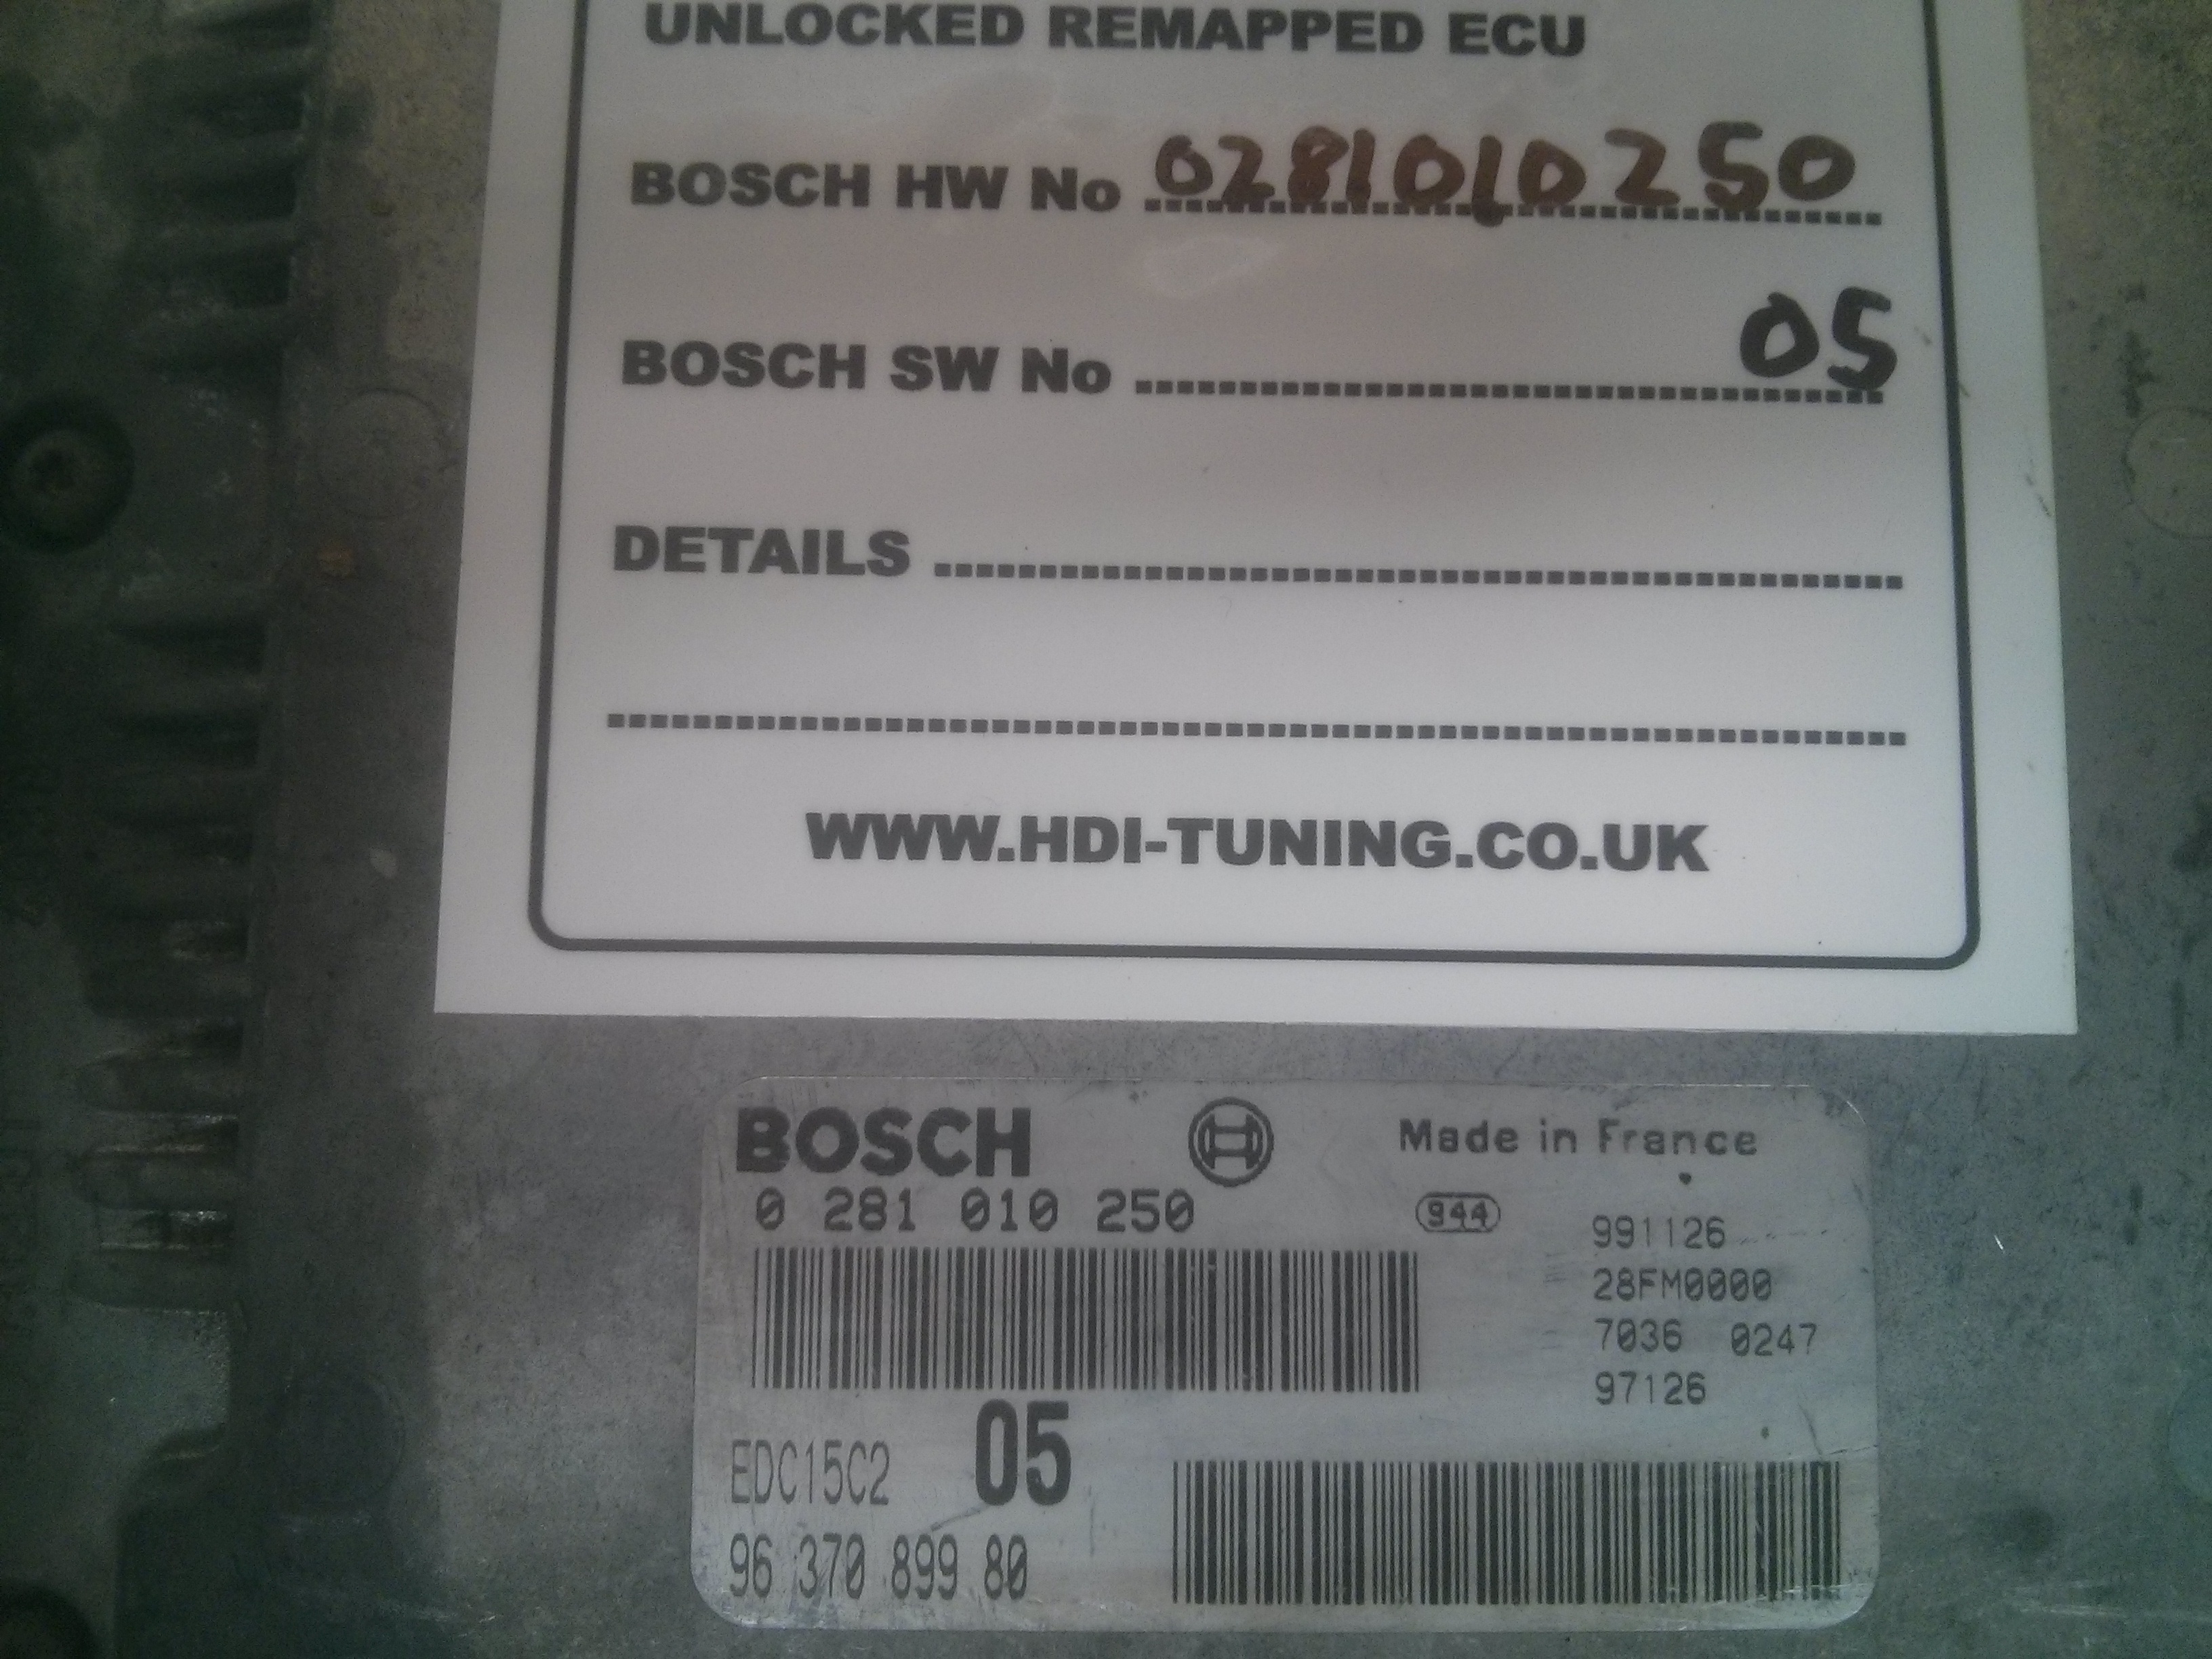 UNLOCKED REMAPPED ECU
BOSCH HW No 0281010250
BOSCH SW No 05
DETAILS
WWW.HDI-TUNING.CO.UK
BOSCH Made in France
0 281 010 250 944 991126
28FM0000
7036 0247
97126
EDC15C2 05
96 370 899 80